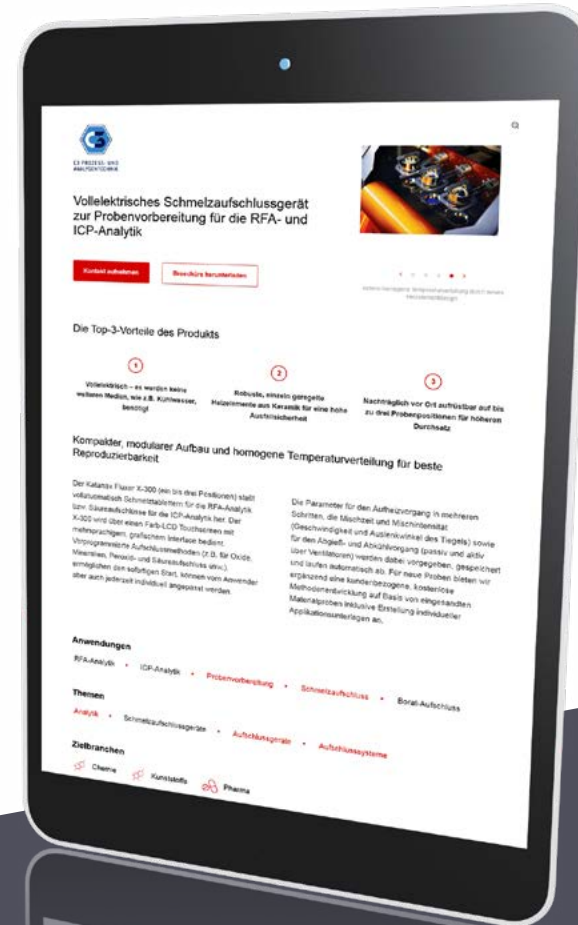 C3
C3 PROZESS- UND
ANALYSENTECHNIK
Vollelektrisches Schmelzaufschlussgerät
zur Probenvorbereitung für die RFA- und
ICP-Analytik
Kontakt aufnehmen
Broschüre herunterladen
Die Top-3-Vorteile des Produkts
1
Vollelektrisch – es werden keine
weiteren Medien, wie z.B. Kühlwasser,
benötigt
2
Robuste, einzeln geregelte
Heizelemente aus Keramik für eine hohe
Ausfallsicherheit
3
Nachträglich vor Ort aufrüstbar auf bis
zu drei Probenpositionen für höheren
Durchsatz
Kompakter, modularer Aufbau und homogene Temperaturverteilung für beste
Reproduzierbarkeit
Der Katanax Fluxer X-300 (ein bis drei Positionen) stellt
vollautomatisch Schmelztabletten für die RFA-Analytik
bzw. Säureaufschlüsse für die ICP-Analytik her. Der
X-300 wird über einen Farb-LCD Touchscreen mit
mehrsprachigem, grafischem Interface bedient.
Vorprogrammierte Aufschlussmethoden (z.B. für Oxide,
Mineralien, Peroxid- und Säureaufschluss usw.)
ermöglichen den sofortigen Start, können vom Anwender
aber auch jederzeit individuell angepasst werden.
Die Parameter für den Aufheizvorgang in mehreren
Schritten, die Mischzeit und Mischintensität
(Geschwindigkeit und Auslenkwinkel des Tiegels) sowie
für den Abgieß- und Abkühlvorgang (passiv und aktiv
über Ventilatoren) werden dabei vorgegeben, gespeichert
und laufen automatisch ab. Für neue Proben bieten wir
ergänzend eine kundenbezogene, kostenlose
Methodenentwicklung auf Basis von eingesandten
Materialproben inklusive Erstellung individueller
Applikationsunterlagen an.
Anwendungen
RFA-Analytik • ICP-Analytik • Probenvorbereitung • Schmelzaufschluss • Borat-Aufschluss
Themen
Analytik • Schmelzaufschlussgeräte • Aufschlussgeräte • Aufschlusssysteme
Zielbranchen
Chemie Kunststoffe Pharma